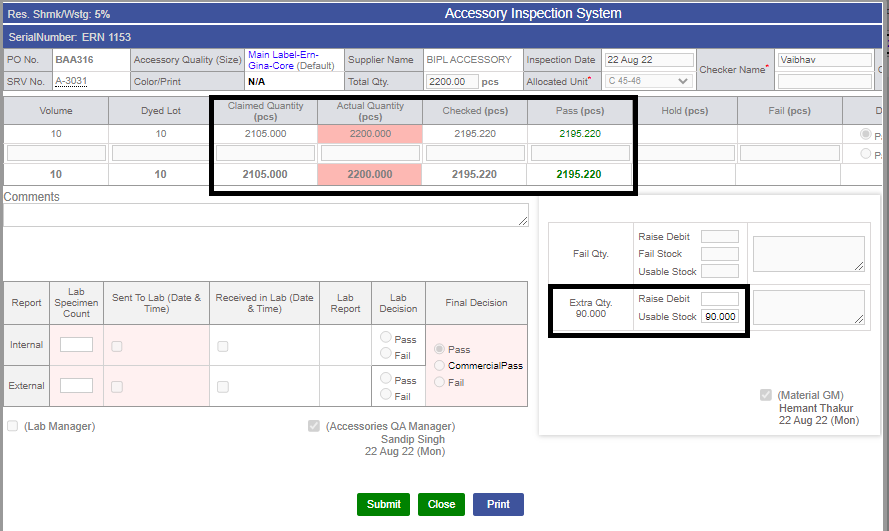 Res. Shrnk/Wstg: 5% Accessory Inspection System
SerialNumber: ERN 1153
PO No. BAA316 Accessory Quality (Size) Main Label-Ern-Gina-Core (Default) Supplier Name BIPL ACCESSORY Inspection Date 22 Aug 22 Checker Name* Vaibhav
SRV No. A-3031 Color/Print N/A Total Qty. 2200.00 pcs Allocated Unit* C 45-46
Volume Dyed Lot Claimed Quantity (pcs) Actual Quantity (pcs) Checked (pcs) Pass (pcs) Hold (pcs) Fail (pcs) D
10 10 2105.000 2200.000 2195.220 2195.220 P
P
10 10 2105.000 2200.000 2195.220 2195.220
Comments
Fail Qty. Raise Debit
Fail Stock
Usable Stock
Extra Qty. 90.000 Raise Debit
Usable Stock 90.000
Report Lab Specimen Count Sent To Lab (Date & Time) Received in Lab (Date & Time) Lab Report Lab Decision Final Decision
Internal Pass
Fail
External Pass
Fail
Pass
CommercialPass
Fail
(Lab Manager) (Accessories QA Manager)
Sandip Singh
22 Aug 22 (Mon)
(Material GM)
Hemant Thakur
22 Aug 22 (Mon)
Submit Close Print